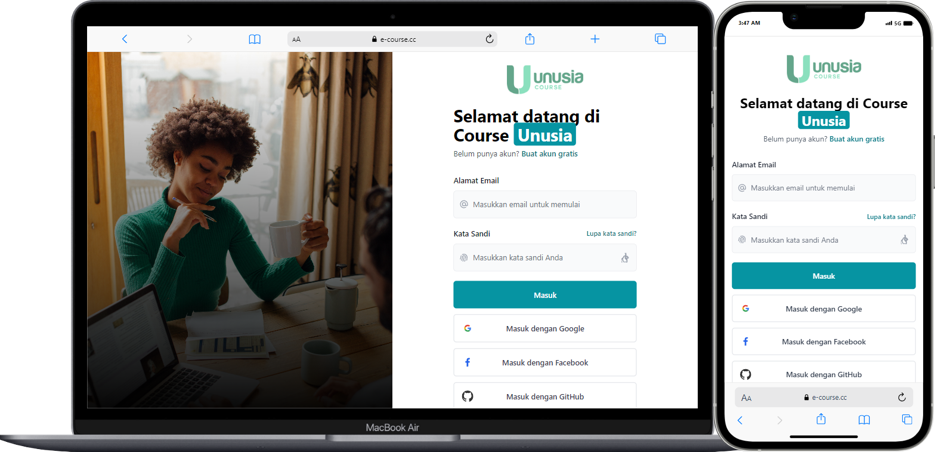 AA
e-course.cc
unusia
COURSE
Selamat datang di
Course Unusia
Belum punya akun? Buat akun gratis
Alamat Email
@ Masukkan email untuk memulai
Kata Sandi Lupa kata sandi?
Masukkan kata sandi Anda
Masuk
Masuk dengan Google
Masuk dengan Facebook
Masuk dengan GitHub
MacBook Air
3:47 AM 5G
unusia
COURSE
Selamat datang di Course
Unusia
Belum punya akun? Buat akun gratis
Alamat Email
@ Masukkan email untuk memulai
Kata Sandi Lupa kata sandi?
Masukkan kata sandi Anda
Masuk
Masuk dengan Google
Masuk dengan Facebook
Masuk dengan GitHub
AA e-course.cc